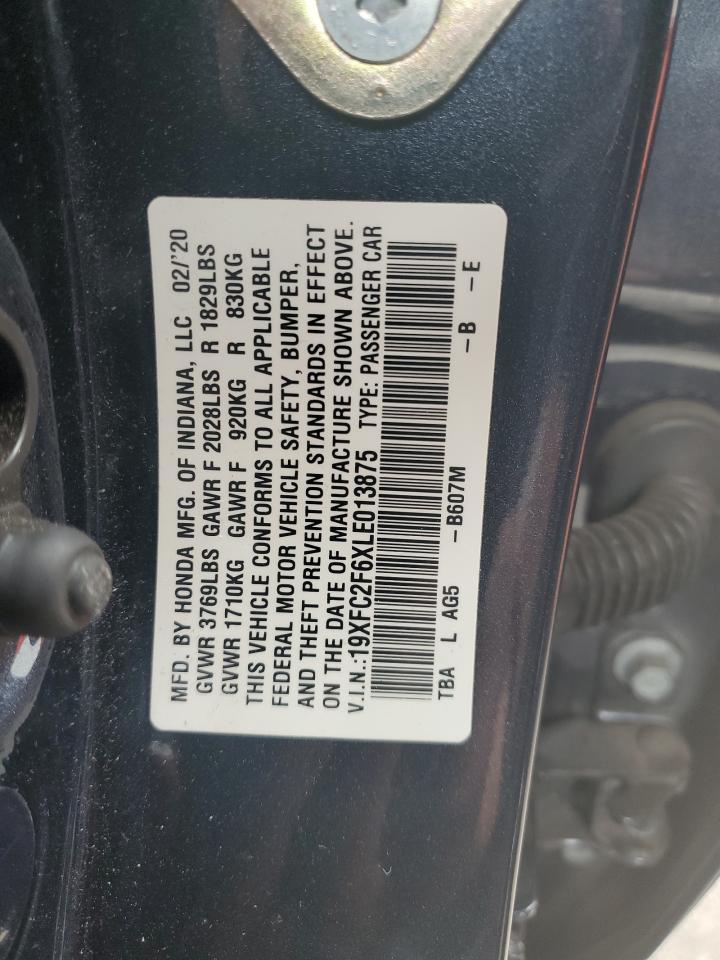 MFD. BY HONDA MFG. OF INDIANA, LLC 02/'20
GVWR 3769LBS GAWR F 2028LBS R 1829LBS
GVWR 1710KG GAWR F 920KG R 830KG
THIS VEHICLE CONFORMS TO ALL APPLICABLE
FEDERAL MOTOR VEHICLE SAFETY, BUMPER,
AND THEFT PREVENTION STANDARDS IN EFFECT
ON THE DATE OF MANUFACTURE SHOWN ABOVE.
V.I.N.:19XFC2F6XLE013875 TYPE: PASSENGER CAR
TBA L AG5 -B607M -B -E